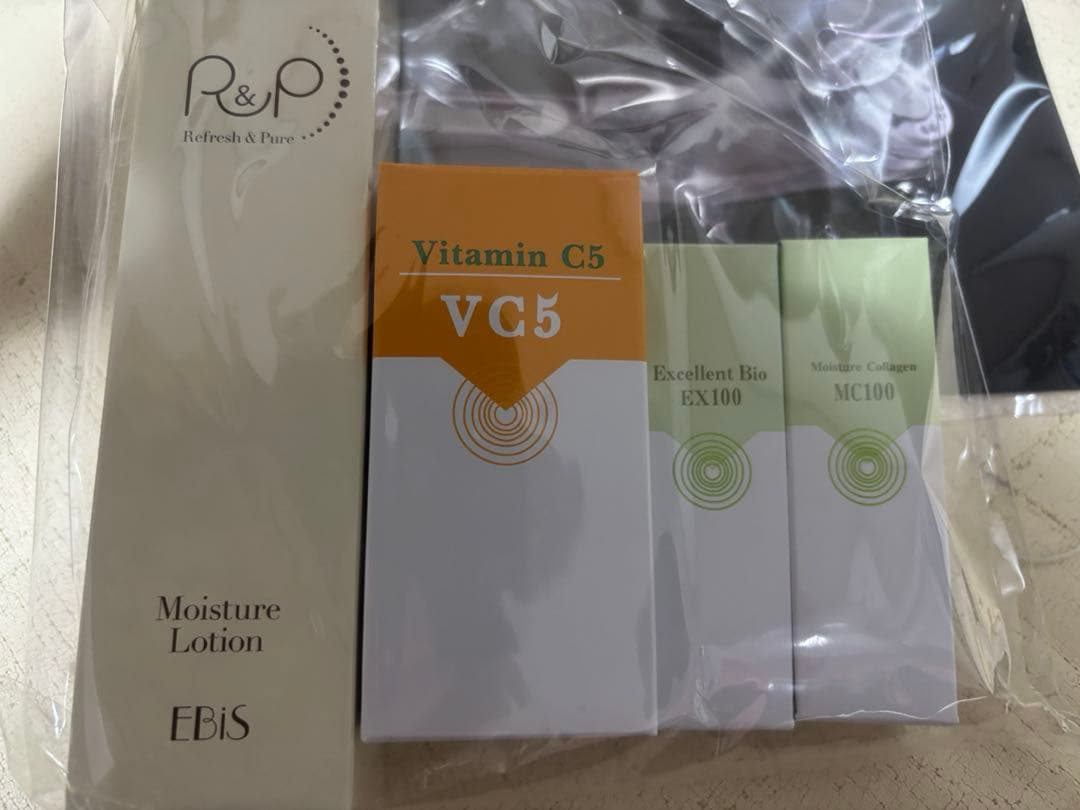 R&P
Refresh & Pure
Moisture
Lotion
EBiS
Vitamin C5
VC5
Excellent Bio
EX100
Moisture Collagen
MC100